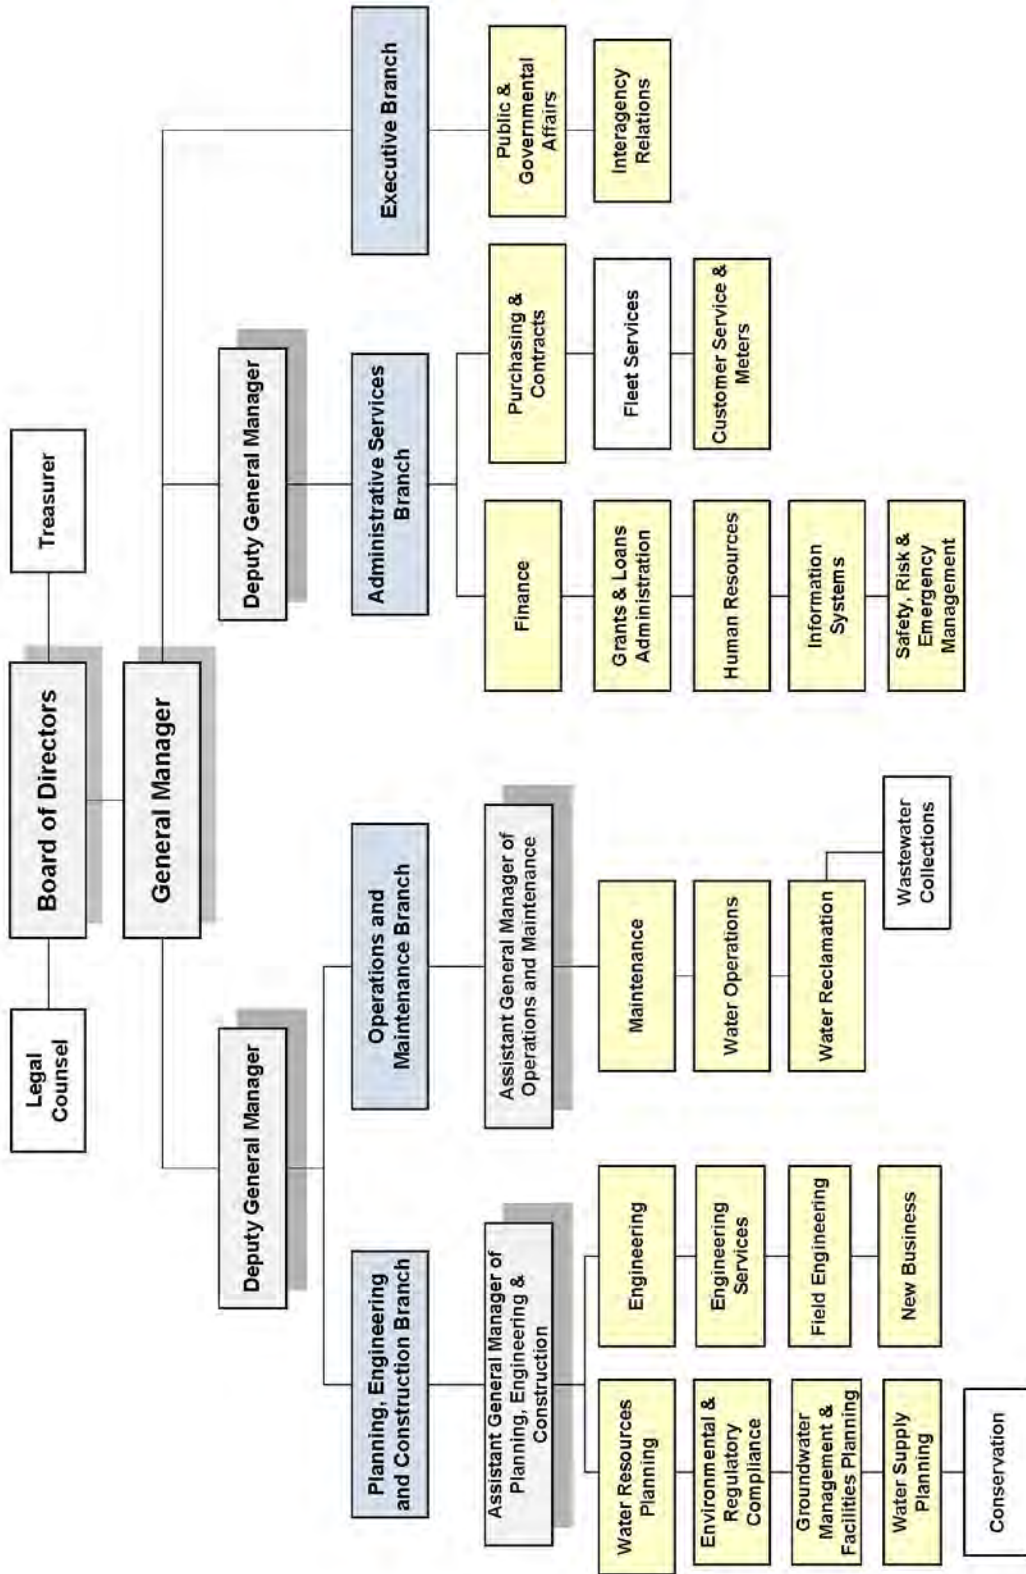 Legal
Counsel
Board of Directors
Treasurer
General Manager
Deputy General Manager
Deputy General Manager
Planning, Engineering
and Construction Branch
Operations and
Maintenance Branch
Administrative Services
Branch
Executive Branch
Assistant General Manager of
Planning, Engineering &
Construction
Assistant General Manager of
Operations and Maintenance
Water Resources
Planning
Environmental &
Regulatory
Compliance
Groundwater
Management &
Facilities Planning
Water Supply
Planning
Conservation
Engineering
Engineering
Services
Field Engineering
New Business
Maintenance
Water Operations
Water Reclamation
Wastewater
Collections
Finance
Grants & Loans
Administration
Human Resources
Information
Systems
Safety, Risk &
Emergency
Management
Purchasing &
Contracts
Fleet Services
Customer Service &
Meters
Public &
Governmental
Affairs
Interagency
Relations